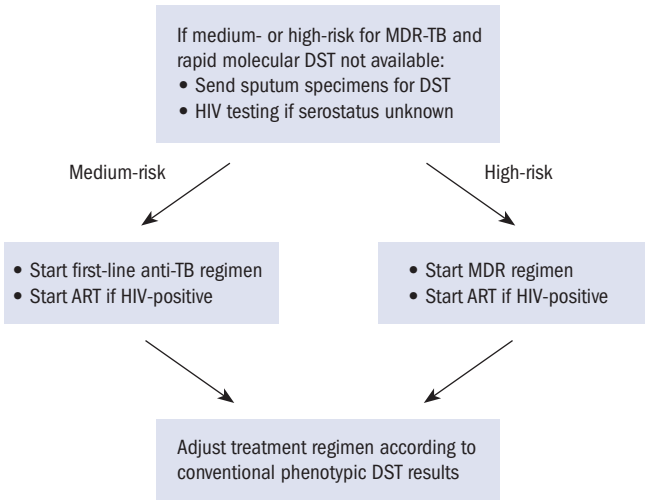 If medium- or high-risk for MDR-TB and
rapid molecular DST not available:
• Send sputum specimens for DST
• HIV testing if serostatus unknown
Medium-risk
High-risk
• Start first-line anti-TB regimen
• Start ART if HIV-positive
• Start MDR regimen
• Start ART if HIV-positive
Adjust treatment regimen according to
conventional phenotypic DST results